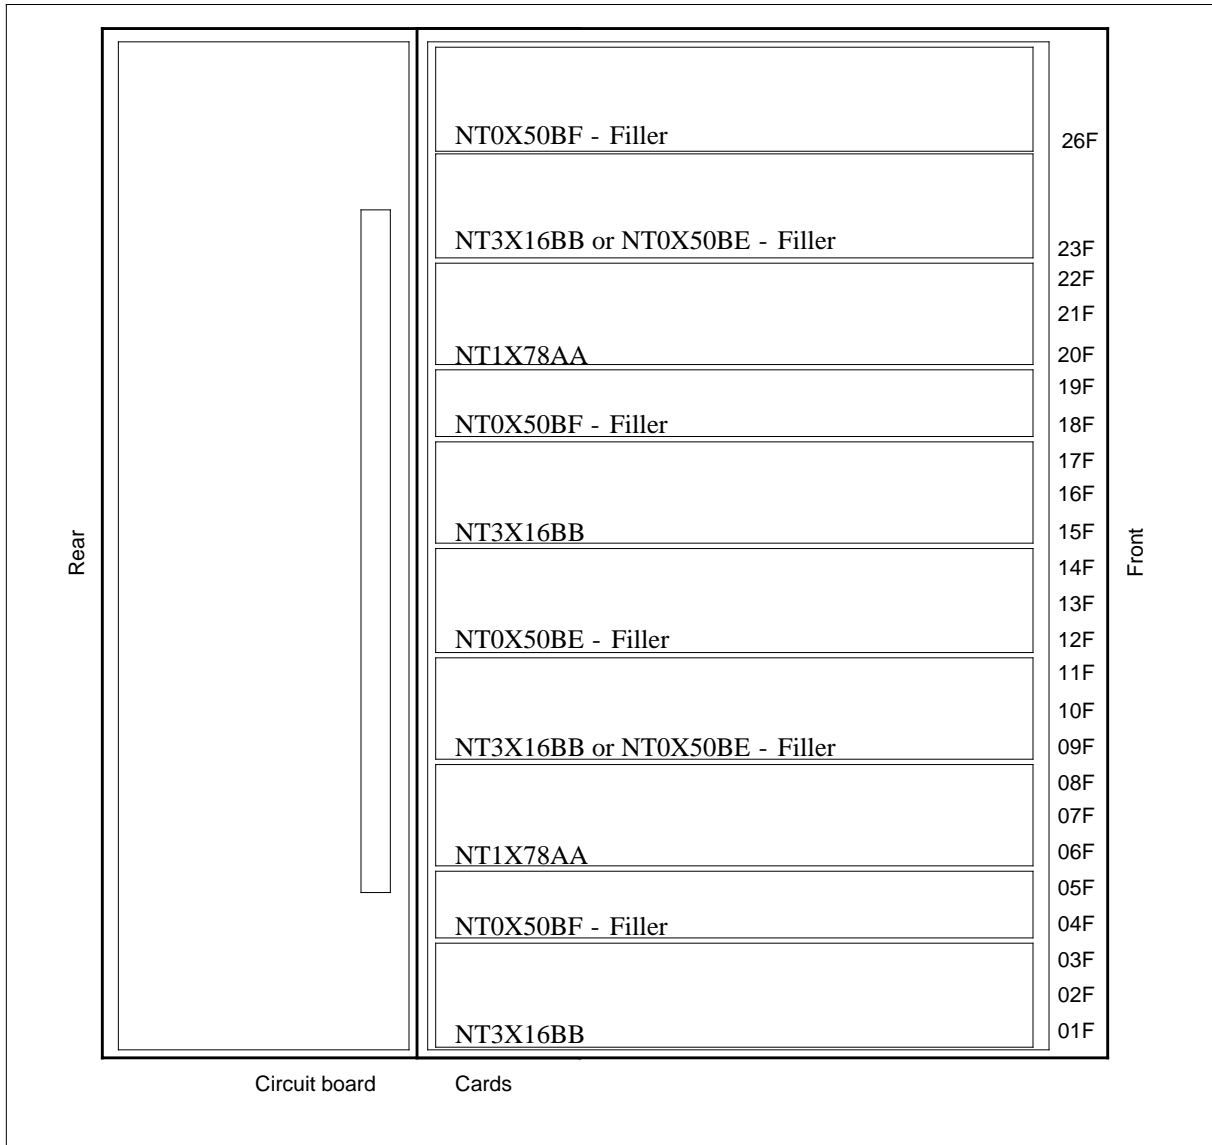 NT0X50BF - Filler
26F
NT3X16BB or NT0X50BE - Filler
23F
22F
21F
NT1X78AA
20F
19F
NT0X50BF - Filler
18F
17F
16F
NT3X16BB
15F
Rear
Front
14F
13F
NT0X50BE - Filler
12F
11F
10F
NT3X16BB or NT0X50BE - Filler
09F
08F
07F
NT1X78AA
06F
05F
NT0X50BF - Filler
04F
03F
02F
NT3X16BB
01F
Circuit board
Cards